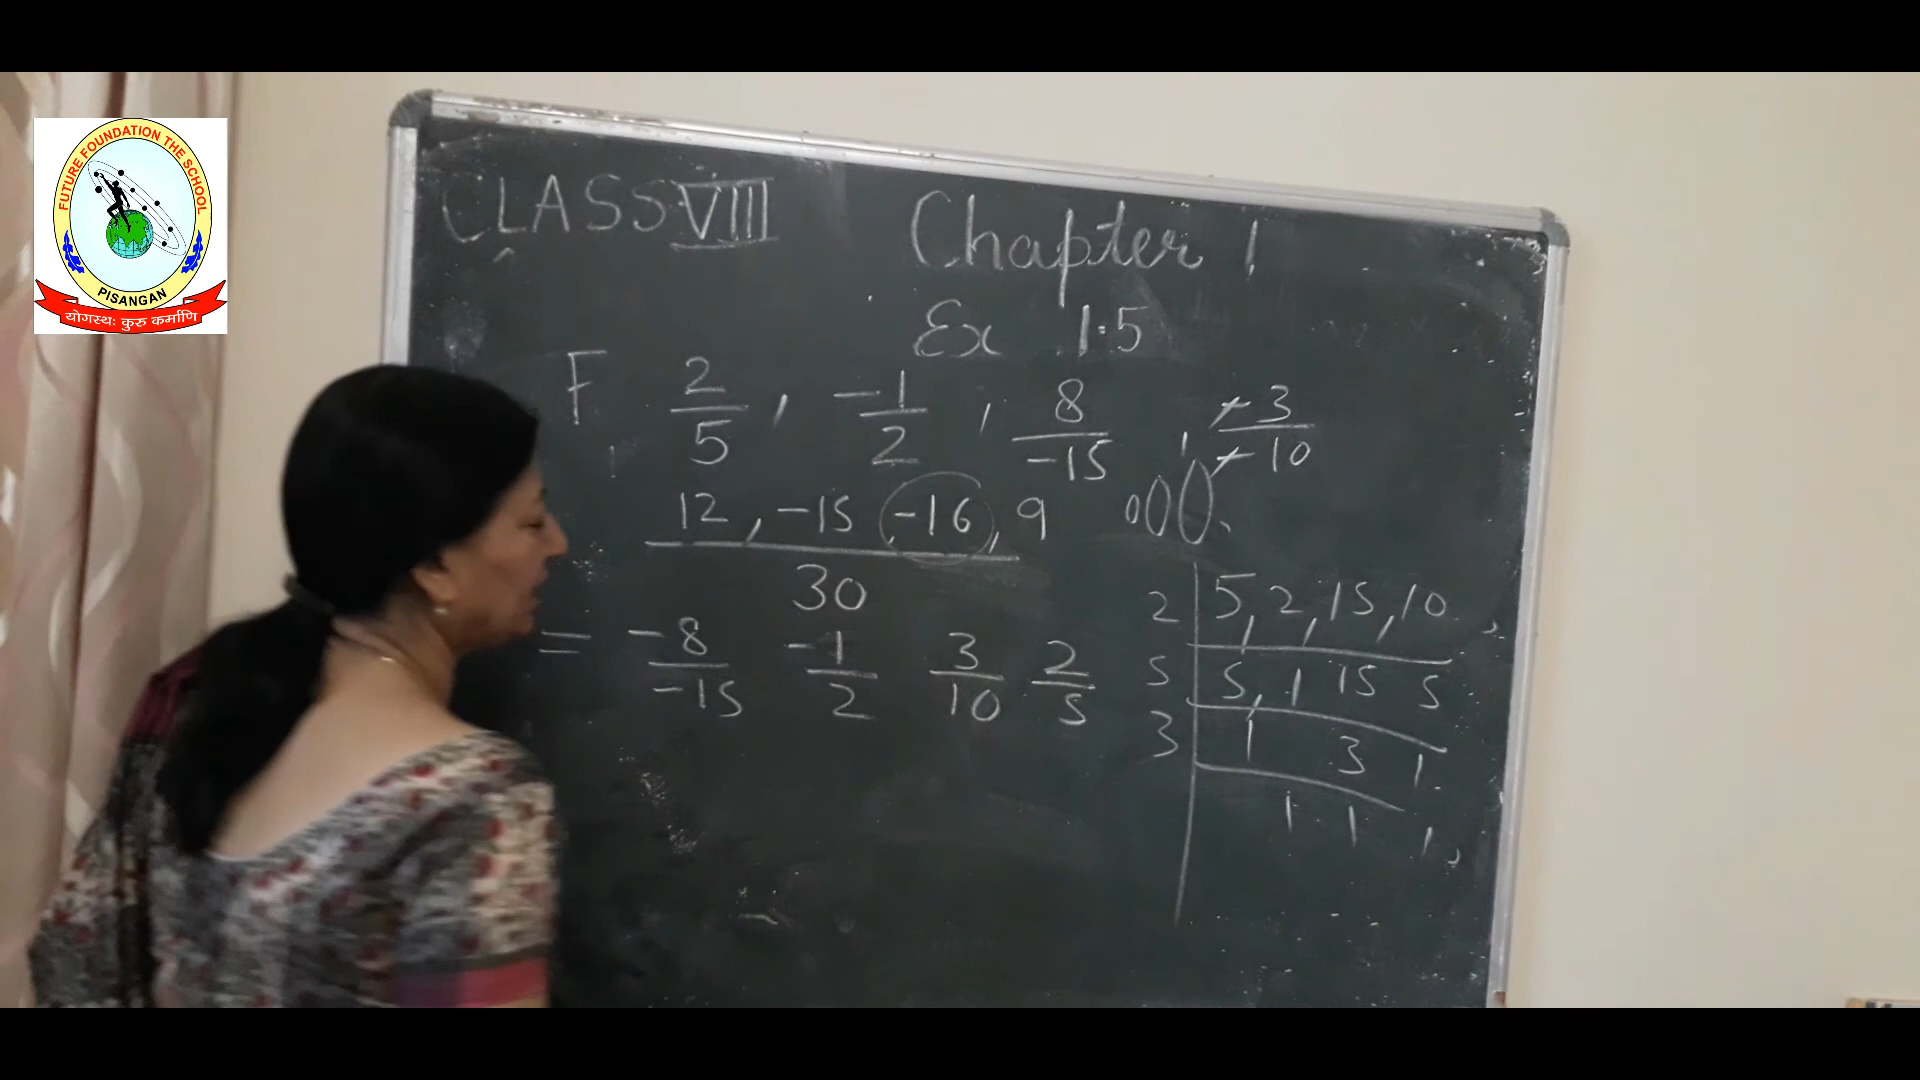 FUTURE FOUNDATION THE SCHOOL
PISANGAN
योगस्थः कुरु कर्माणि
CLASS VIII Chapter 1
Ex 1.5
F 2/5 , -1/2 , 8/-15 , -3/-10
12, -15, -16, 9
30
= -8/-15 -1/2 3/10 2/5
2 | 5, 2, 15, 10
5 | 5, 1 15 5
3 | 1 3 1
1 1 1